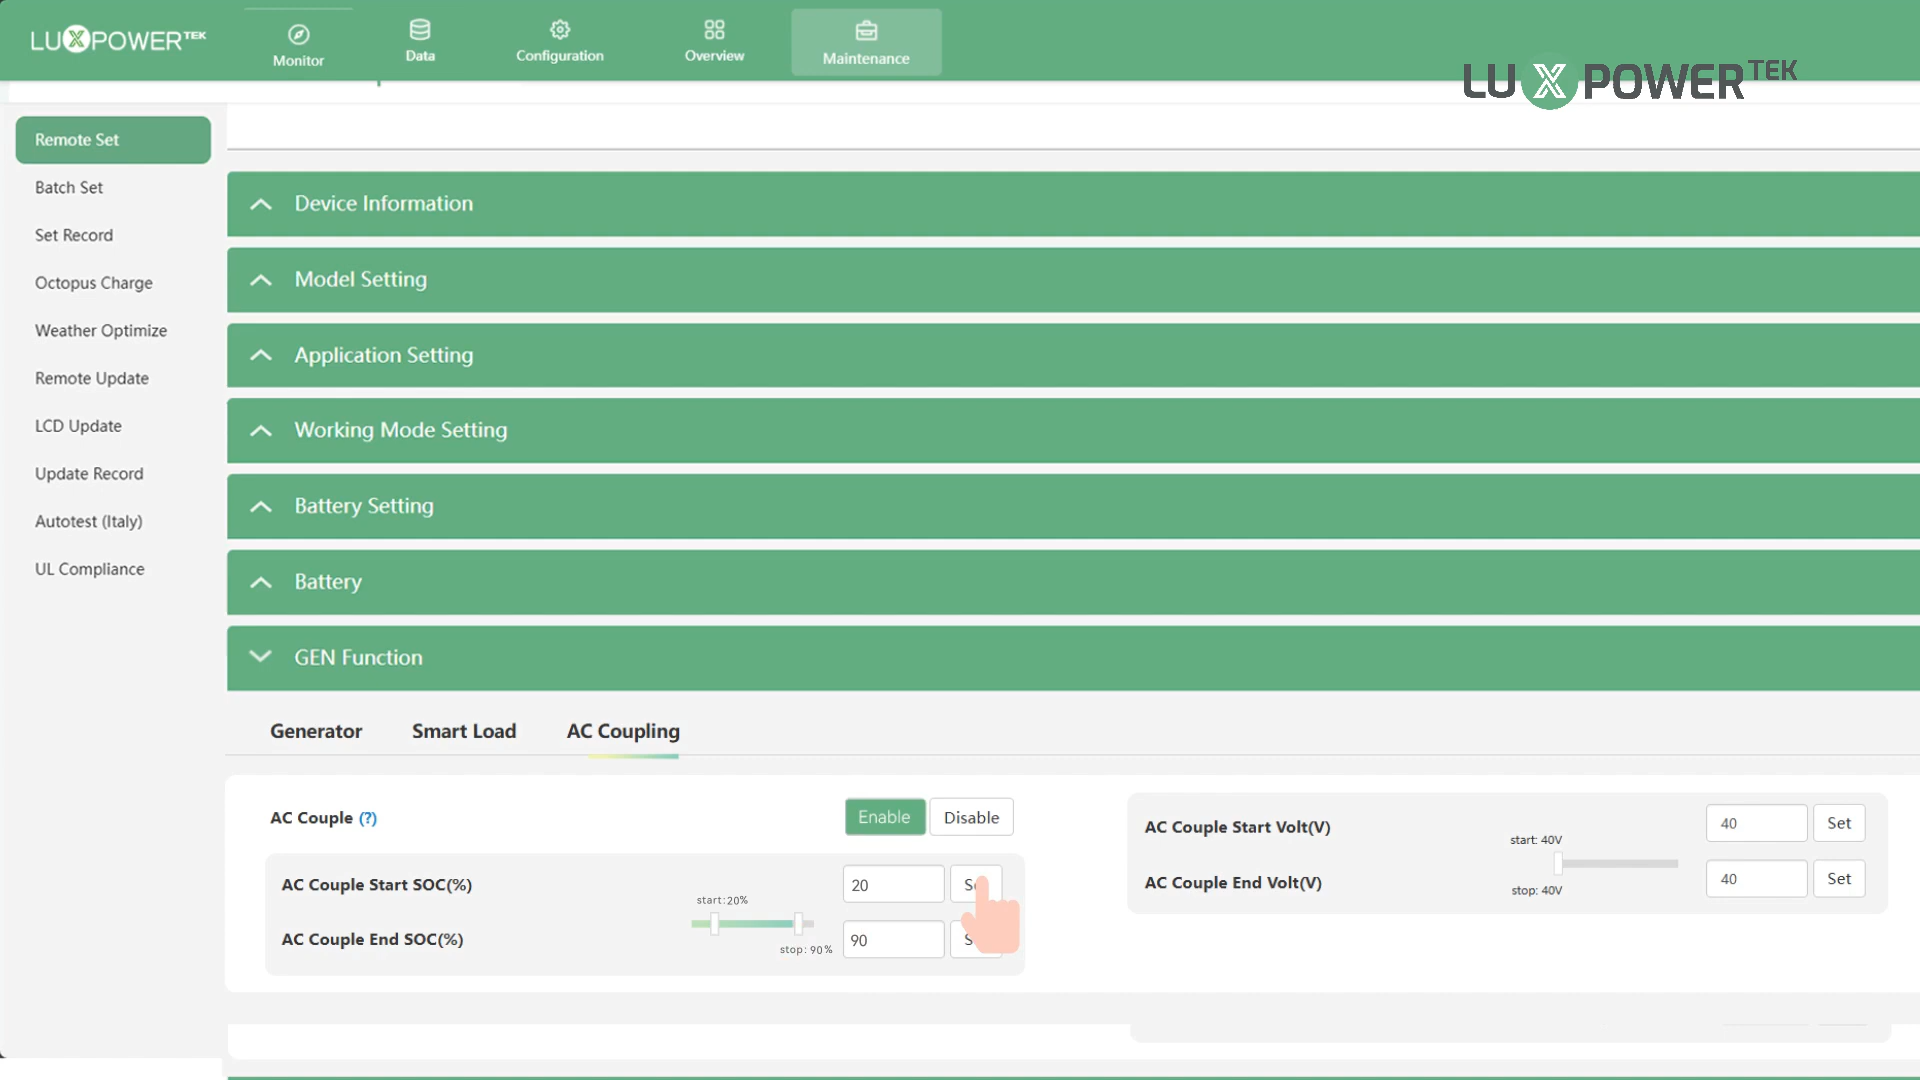 LUXPOWERTEK
Monitor
Data
Configuration
Overview
Maintenance
LUXPOWERTEK
Remote Set
Batch Set
Set Record
Octopus Charge
Weather Optimize
Remote Update
LCD Update
Update Record
Autotest (Italy)
UL Compliance
Device Information
Model Setting
Application Setting
Working Mode Setting
Battery Setting
Battery
GEN Function
Generator Smart Load AC Coupling
AC Couple (?) Enable Disable
AC Couple Start SOC(%) 20
start:20%
AC Couple End SOC(%) 90
stop: 90%
AC Couple Start Volt(V) 40 Set
start: 40V
AC Couple End Volt(V) 40 Set
stop: 40V